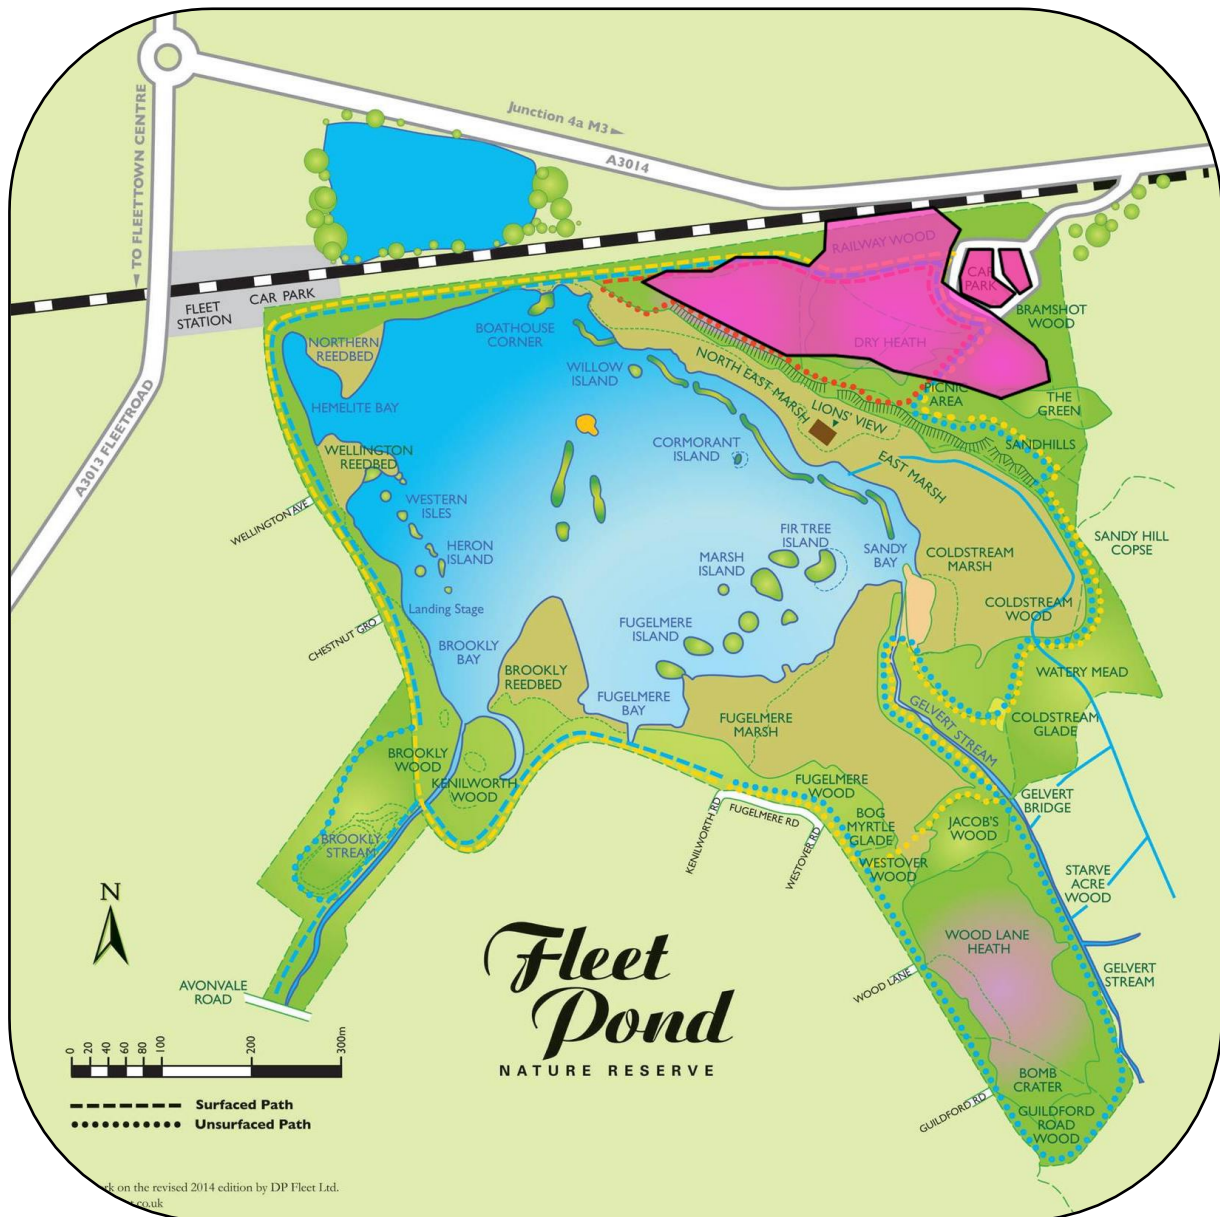 Junction 4a M3
A3014
TO FLEETTOWN CENTRE
RAILWAY WOOD
CAR
PARK
CAR PARK
FLEET
STATION
BRAMSHOT
WOOD
BOATHOUSE
CORNER
NORTHERN
REEDBED
DRY HEATH
WILLOW
ISLAND
NORTH EAST MARSH
PICNIC
AREA
THE
GREEN
HEMELITE BAY
LIONS' VIEW
A3013 FLEETROAD
WELLINGTON
REEDBED
CORMORANT
ISLAND
SANDHILLS
EAST MARSH
WESTERN
ISLES
WELLINGTON AVE
FIR TREE
ISLAND
SANDY HILL
COPSE
HERON
ISLAND
MARSH
ISLAND
SANDY
BAY
COLDSTREAM
MARSH
Landing Stage
COLDSTREAM
WOOD
CHESTNUT GRO
FUGELMERE
ISLAND
BROOKLY
BAY
BROOKLY
REEDBED
WATERY MEAD
FUGELMERE
BAY
GELVERT STREAM
FUGELMERE
MARSH
COLDSTREAM
GLADE
BROOKLY
WOOD
KENILWORTH
WOOD
FUGELMERE
WOOD
GELVERT
BRIDGE
KENILWORTH RD
FUGELMERE RD
WESTOVER RD
BOG
MYRTLE
GLADE
JACOB'S
WOOD
BROOKLY
STREAM
WESTOVER
WOOD
STARVE
ACRE
WOOD
N
Fleet
Pond
NATURE RESERVE
WOOD LANE
HEATH
GELVERT
STREAM
WOOD LANE
AVONVALE
ROAD
0 20 40 60 80 100 200 300m
BOMB
CRATER
GUILDFORD RD
GUILDFORD
ROAD
WOOD
Surfaced Path
Unsurfaced Path
on the revised 2014 edition by DP Fleet Ltd.
.co.uk